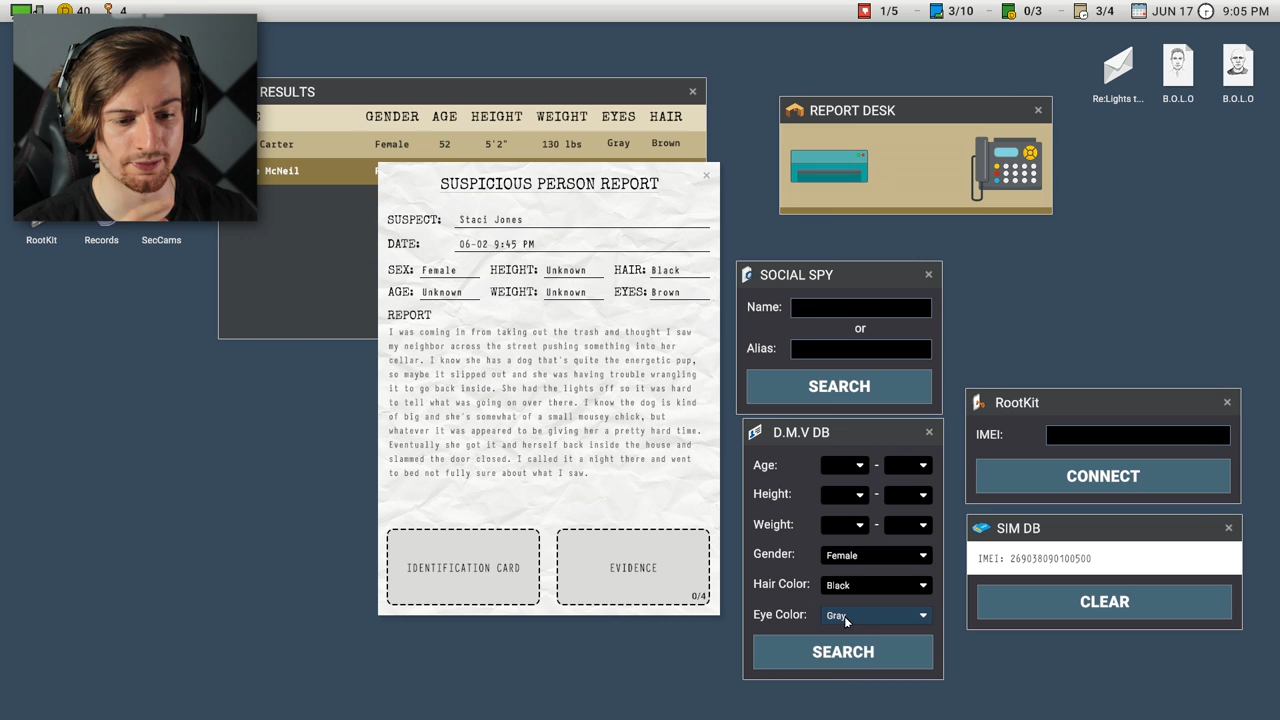 40
4
1/5
3/10
0/3
3/4
JUN 17
9:05 PM
RESULTS
GENDER AGE HEIGHT WEIGHT EYES HAIR
Carter Female 52 5'2" 130 lbs Gray Brown
McNeil
RootKit
Records
SecCams
SUSPICIOUS PERSON REPORT
SUSPECT: Staci Jones
DATE: 06-02 9:45 PM
SEX: Female HEIGHT: Unknown HAIR: Black
AGE: Unknown WEIGHT: Unknown EYES: Brown
REPORT
I was coming in from taking out the trash and thought I saw
my neighbor across the street pushing something into her
cellar. I know she has a dog that's quite the energetic pup,
so maybe it slipped out and she was having trouble wrangling
it to go back inside. She had the lights off so it was hard
to tell what was going on over there. I know the dog is kind
of big and she's somewhat of a small mousey chick, but
whatever it was appeared to be giving her a pretty hard time.
Eventually she got it and herself back inside the house and
slammed the door closed. I called it a night there and went
to bed not fully sure about what I saw.
IDENTIFICATION CARD
EVIDENCE
0/4
REPORT DESK
Re:Lights t...
B.O.L.O
B.O.L.O
SOCIAL SPY
Name:
or
Alias:
SEARCH
D.M.V DB
Age: -
Height: -
Weight: -
Gender: Female
Hair Color: Black
Eye Color: Gray
SEARCH
RootKit
IMEI:
CONNECT
SIM DB
IMEI: 269038090100500
CLEAR